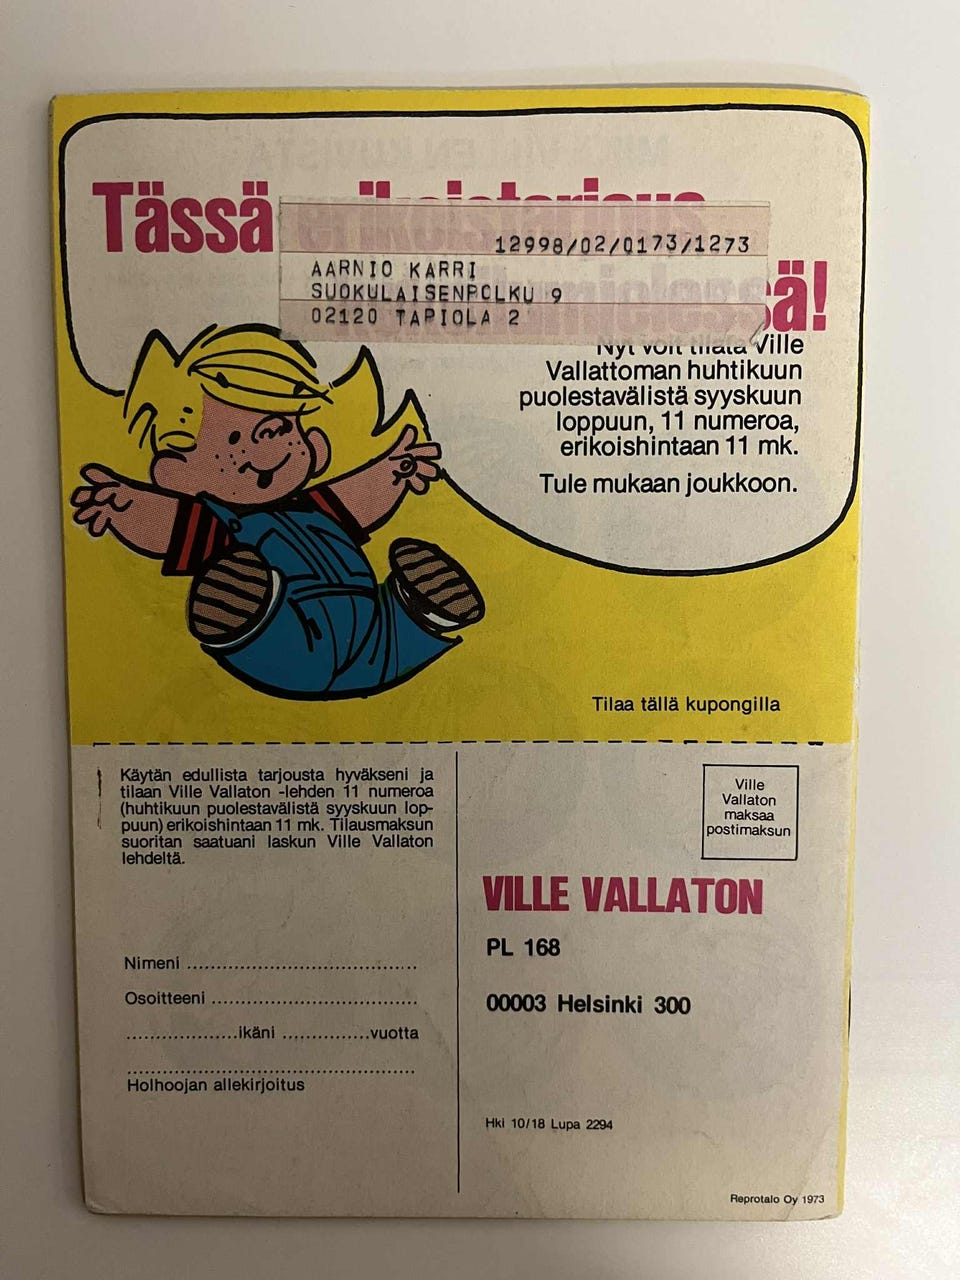 Tässä erikoistarjous
12998/02/0173/1273
AARNIO KARRI
SUOKULAISENPOLKU 9
02120 TAPIOLA 2
ä!
Nyt voit tilata Ville
Vallattoman huhtikuun
puolestavälistä syyskuun
loppuun, 11 numeroa,
erikoishintaan 11 mk.
Tule mukaan joukkoon.
Tilaa tällä kupongilla
Käytän edullista tarjousta hyväkseni ja
tilaan Ville Vallaton -lehden 11 numeroa
(huhtikuun puolestavälistä syyskuun lop-
puun) erikoishintaan 11 mk. Tilausmaksun
suoritan saatuani laskun Ville Vallaton
lehdeltä.
Nimeni
Osoitteeni
ikäni vuotta
Holhoojan allekirjoitus
Ville
Vallaton
maksaa
postimaksun
VILLE VALLATON
PL 168
00003 Helsinki 300
Hki 10/18 Lupa 2294
Reprotalo Oy 1973